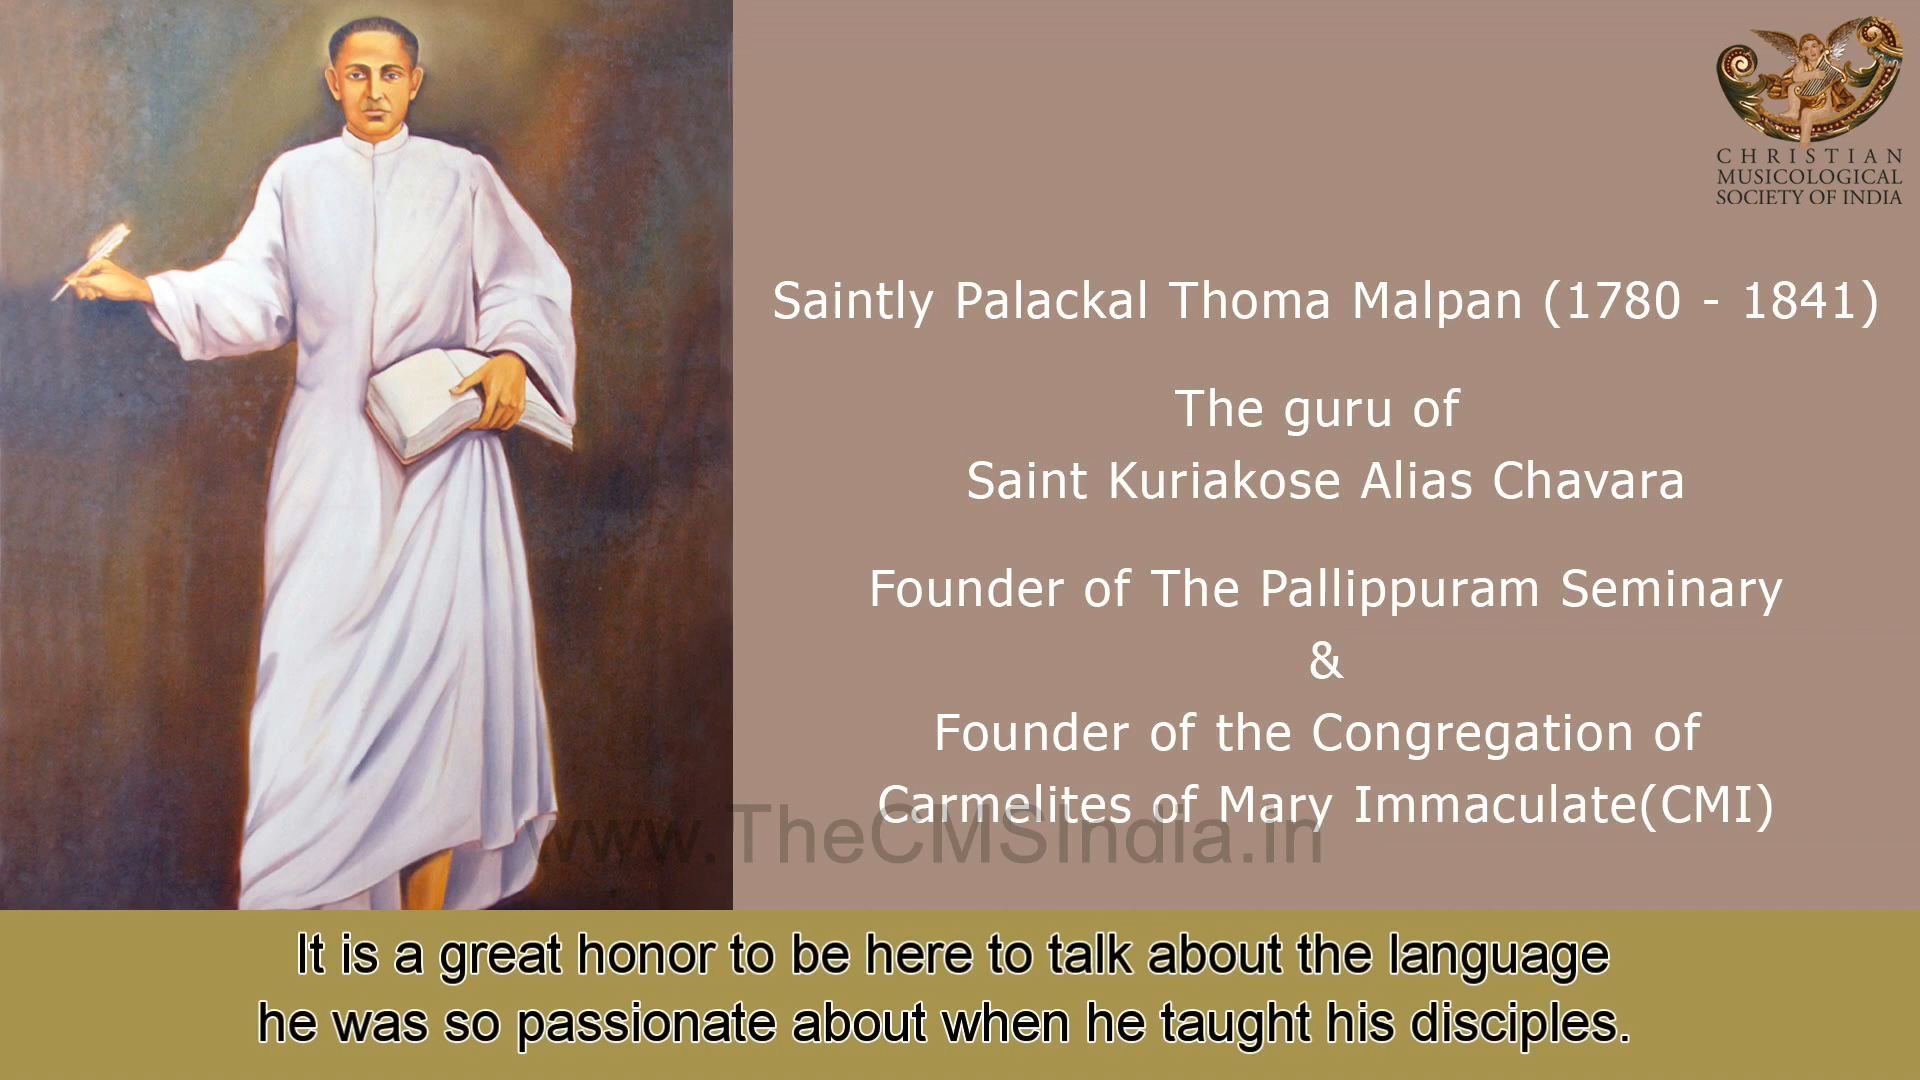 CHRISTIAN
MUSICOLOGICAL
SOCIETY OF INDIA
Saintly Palackal Thoma Malpan (1780 - 1841)
The guru of
Saint Kuriakose Alias Chavara
Founder of The Pallippuram Seminary
&
Founder of the Congregation of
Carmelites of Mary Immaculate(CMI)
www.TheCMSIndia.in
It is a great honor to be here to talk about the language
he was so passionate about when he taught his disciples.